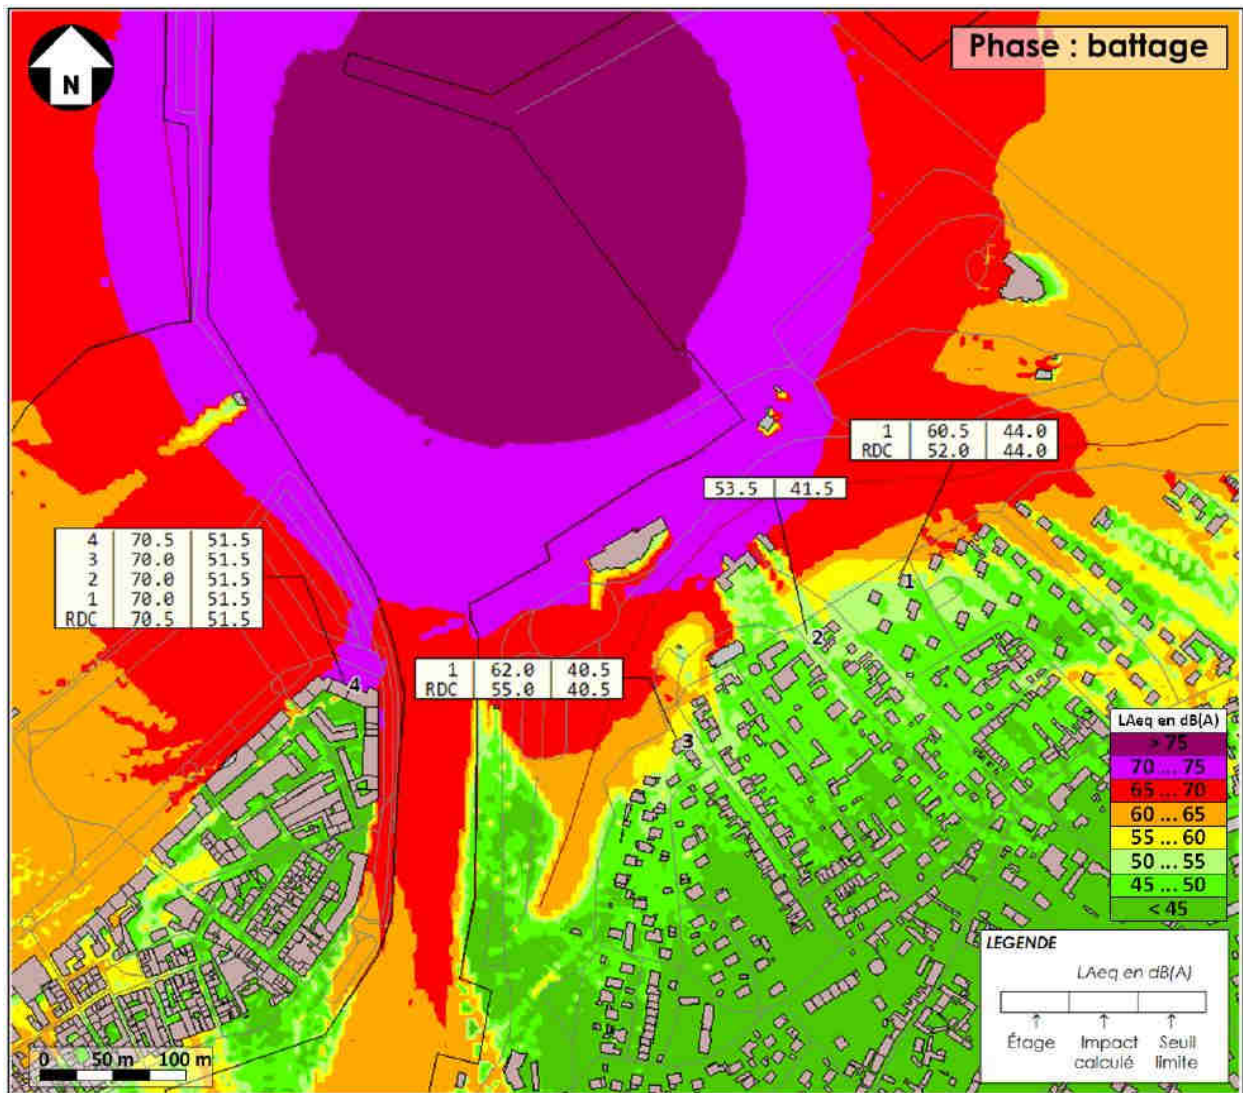 N
Phase : battage
1 60.5 44.0
RDC 52.0 44.0
53.5 41.5
4 70.5 51.5
3 70.0 51.5
2 70.0 51.5
1 70.0 51.5
RDC 70.5 51.5
1
2
1 62.0 40.5
RDC 55.0 40.5
4
3
LAeq en dB(A)
> 75
70 ... 75
65 ... 70
60 ... 65
55 ... 60
50 ... 55
45 ... 50
< 45
LEGENDE
LAeq en dB(A)
Étage
Impact calculé
Seuil limite
0 50 m 100 m